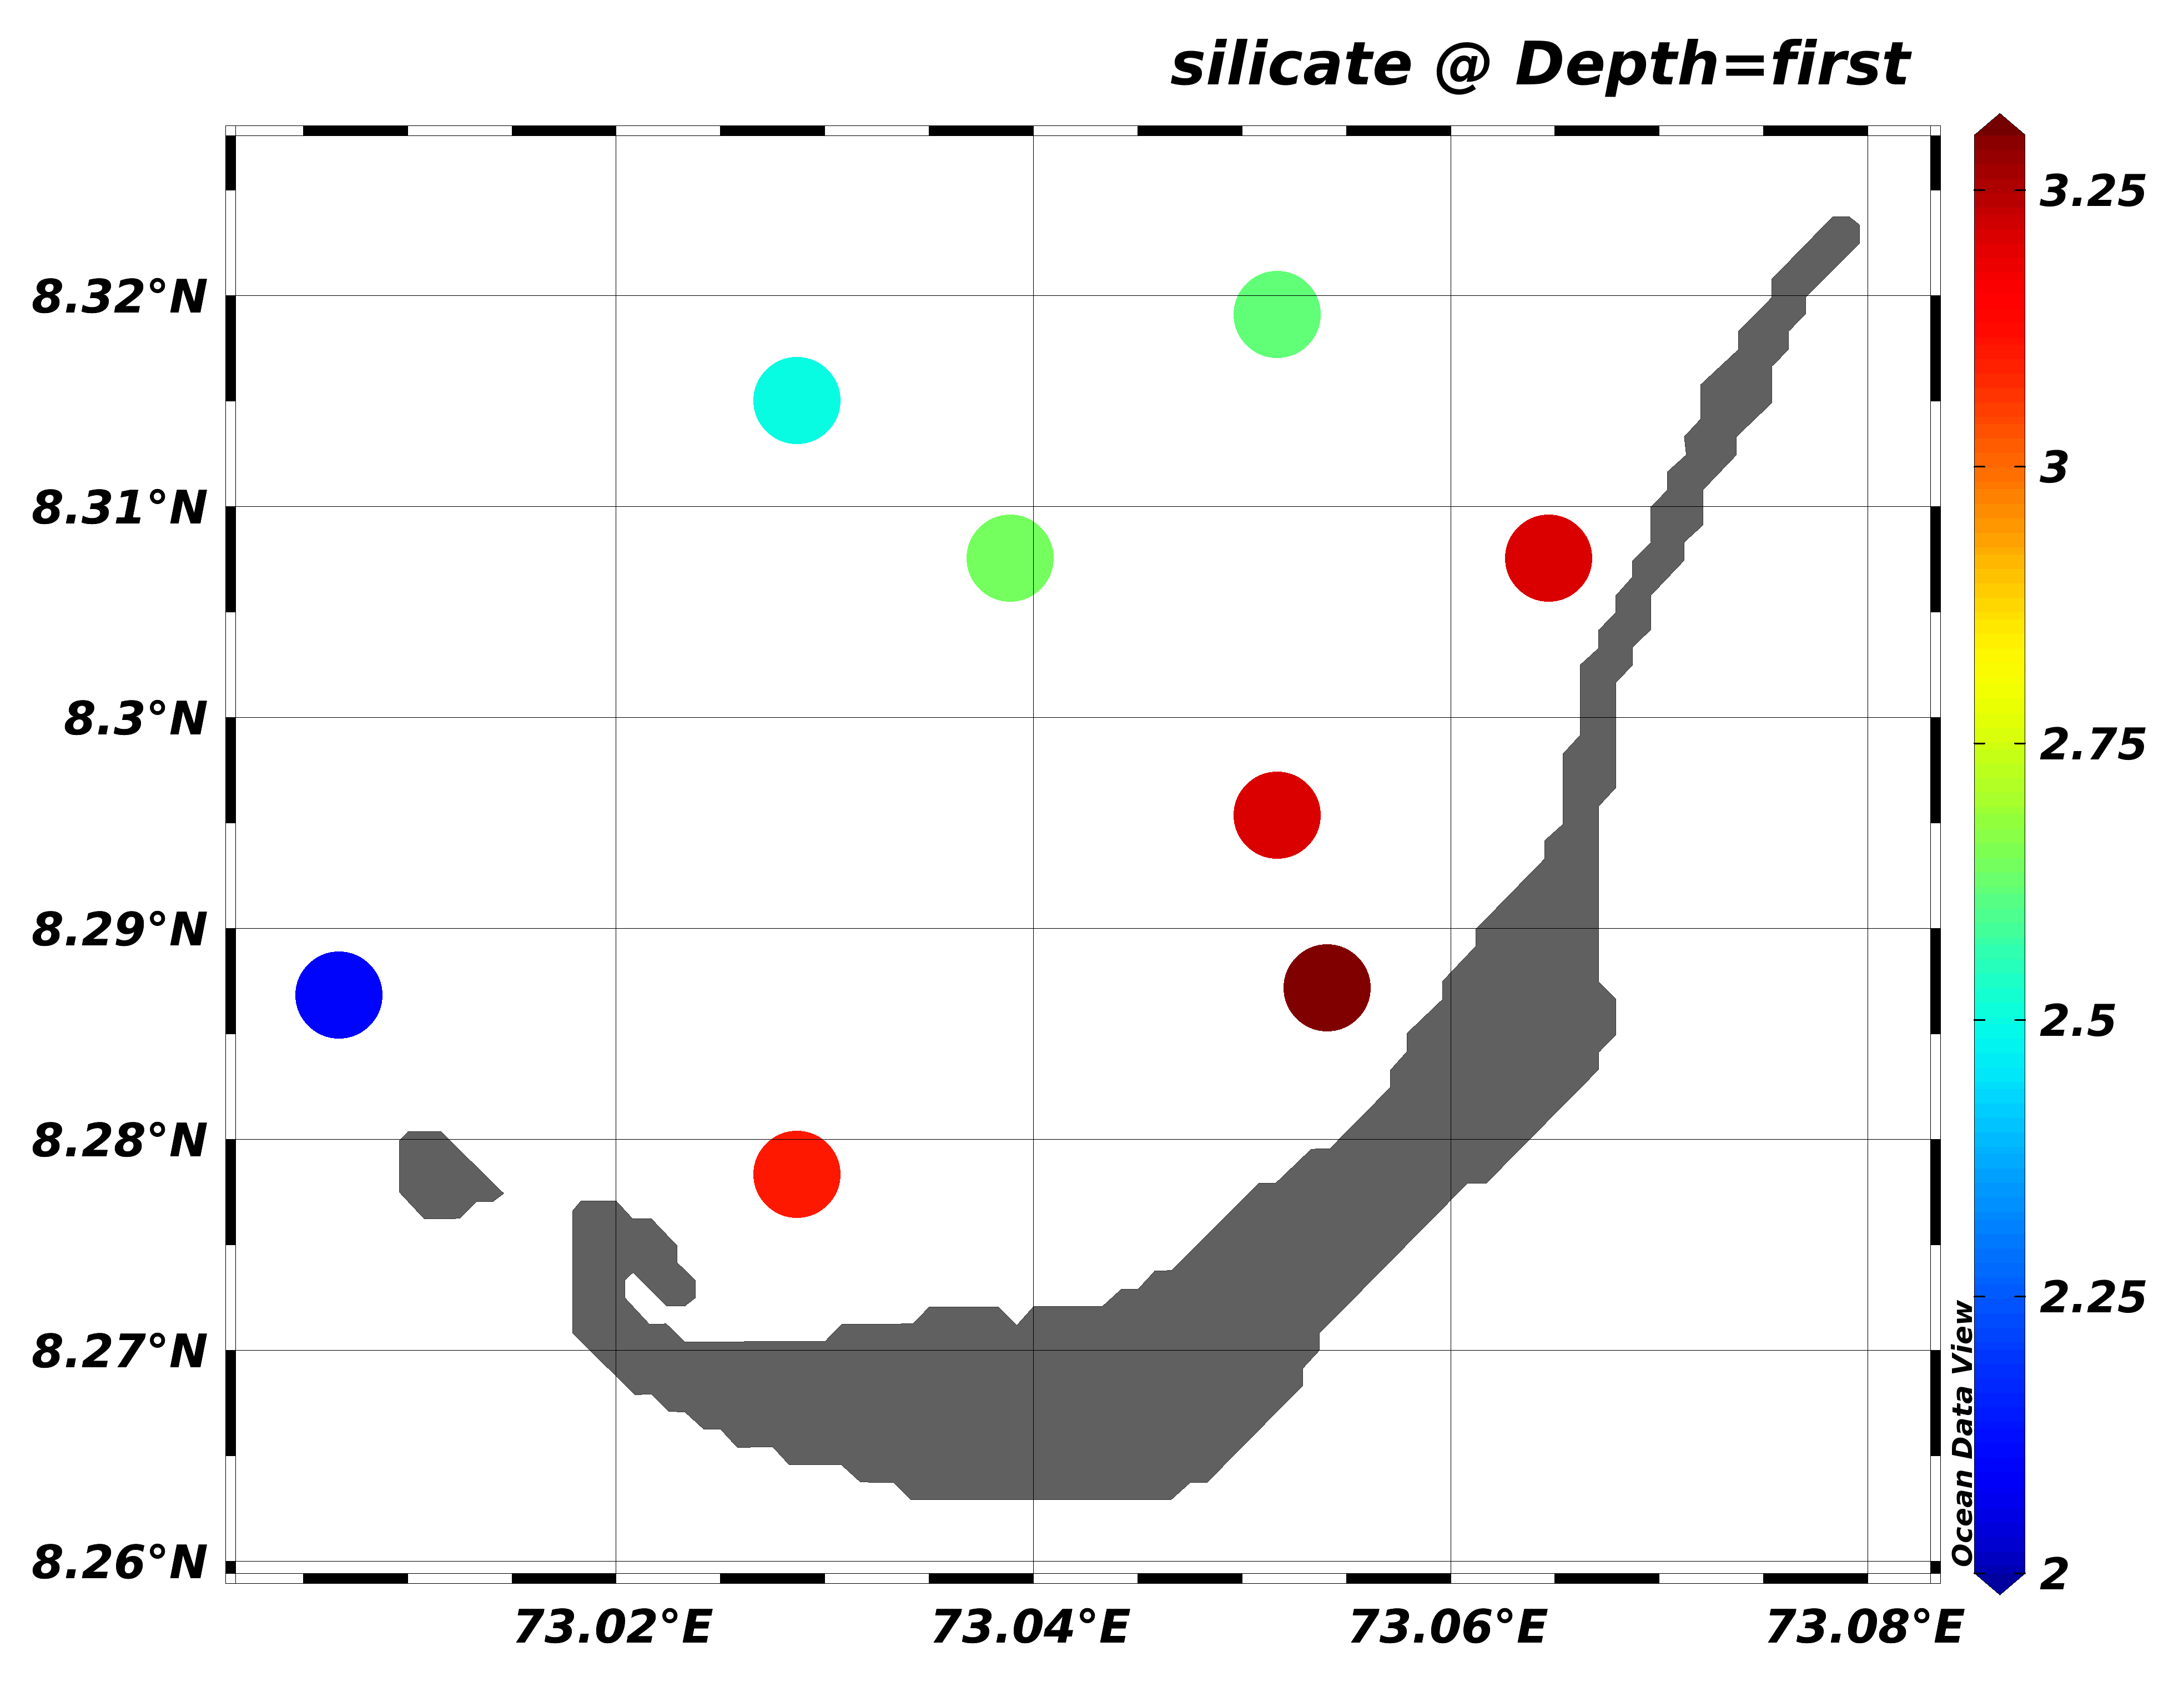 silicate @ Depth=first
8.32°N
8.31°N
8.3°N
8.29°N
8.28°N
8.27°N
8.26°N
73.02°E
73.04°E
73.06°E
73.08°E
3.25
3
2.75
2.5
2.25
2
Ocean Data View